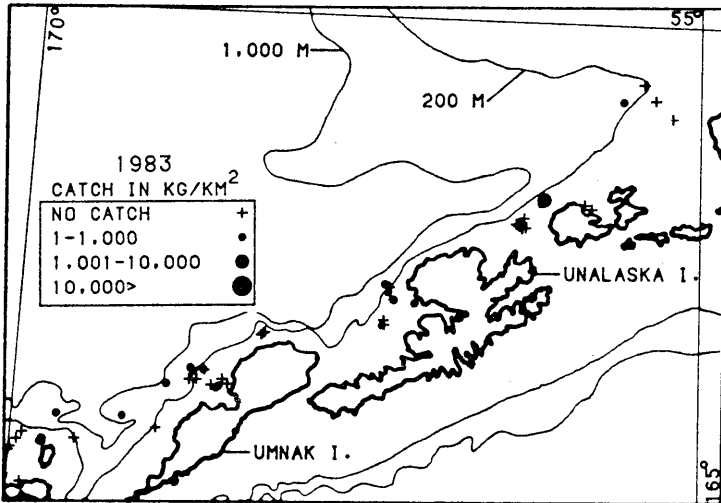 170°
55°
1.000 M
200 M
1983
CATCH IN KG/KM²
NO CATCH +
1-1.000
1.001-10.000
10.000>
UNALASKA I.
UMNAK I.
165°